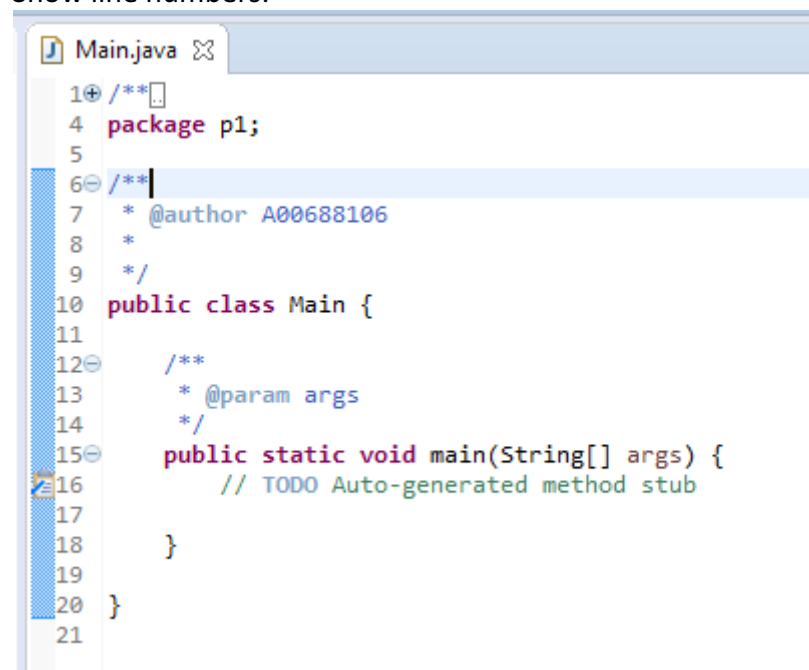 Show line numbers.
Main.java
1 /**
4 package p1;
5
6 /**
7 * @author A00688106
8 *
9 */
10 public class Main {
11
12 /**
13 * @param args
14 */
15 public static void main(String[] args) {
16 // TODO Auto-generated method stub
17
18 }
19
20 }
21